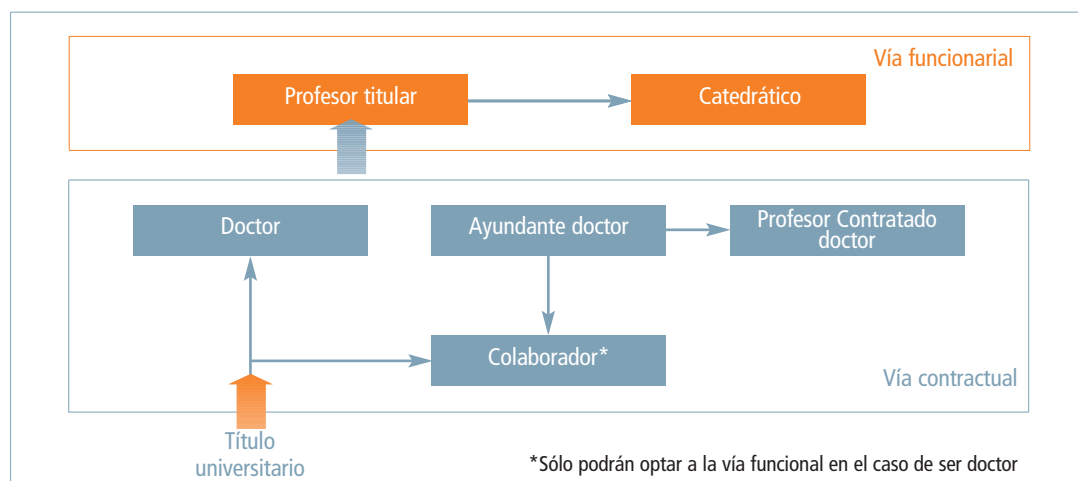 Vía funcionarial
Profesor titular
Catedrático
Doctor
Ayundante doctor
Profesor Contratado
doctor
Colaborador*
Vía contractual
Título
universitario
*Sólo podrán optar a la vía funcional en el caso de ser doctor